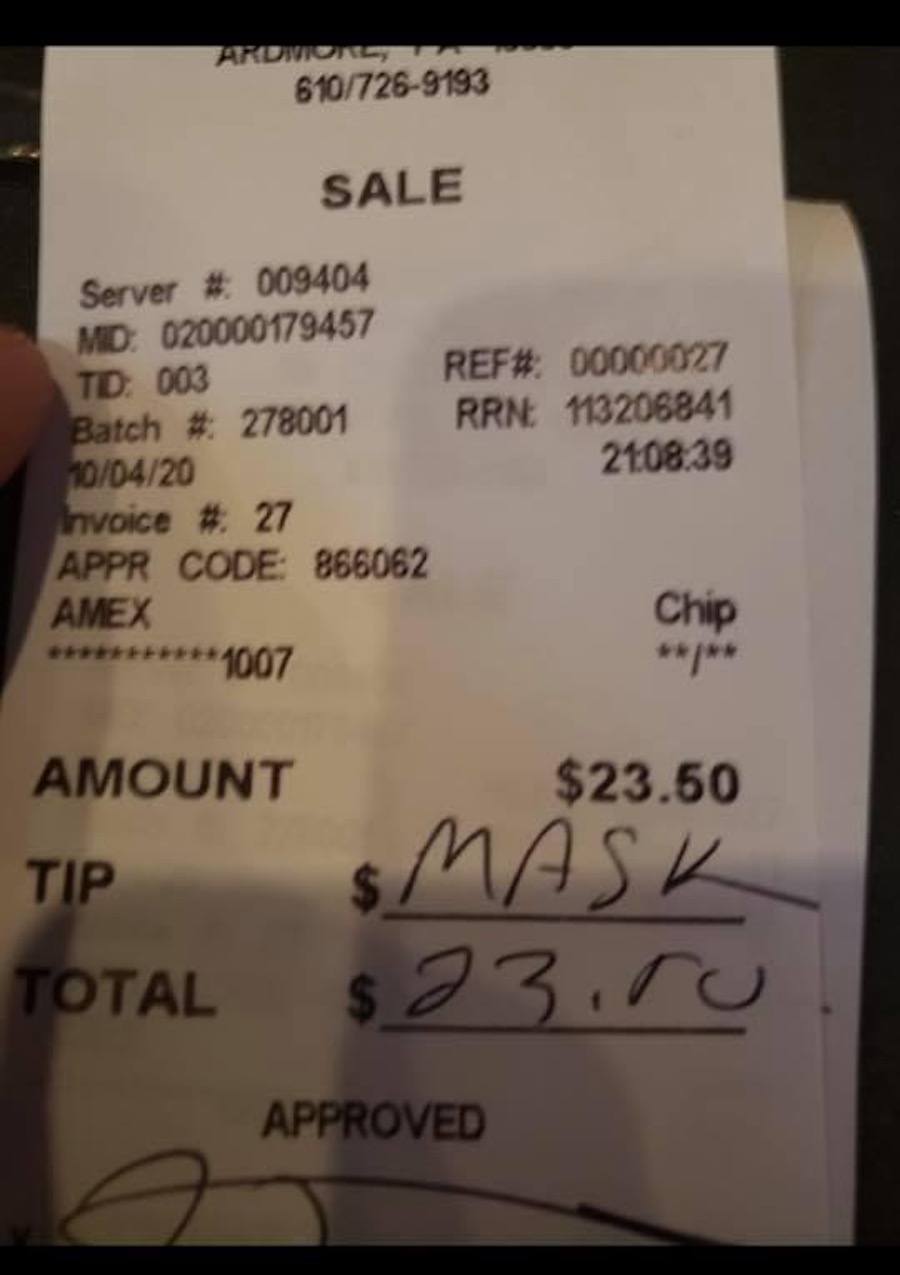 ARDMORE, PA
610/726-9193
SALE
Server #: 009404
MID: 020000179457
TID: 003 REF#: 00000027
Batch #: 278001 RRN: 113206841
10/04/20 21:08:39
Invoice #: 27
APPR CODE: 866062
AMEX Chip
***********1007 **/**
AMOUNT $23.50
TIP $ MASK
TOTAL $ 23.50
APPROVED